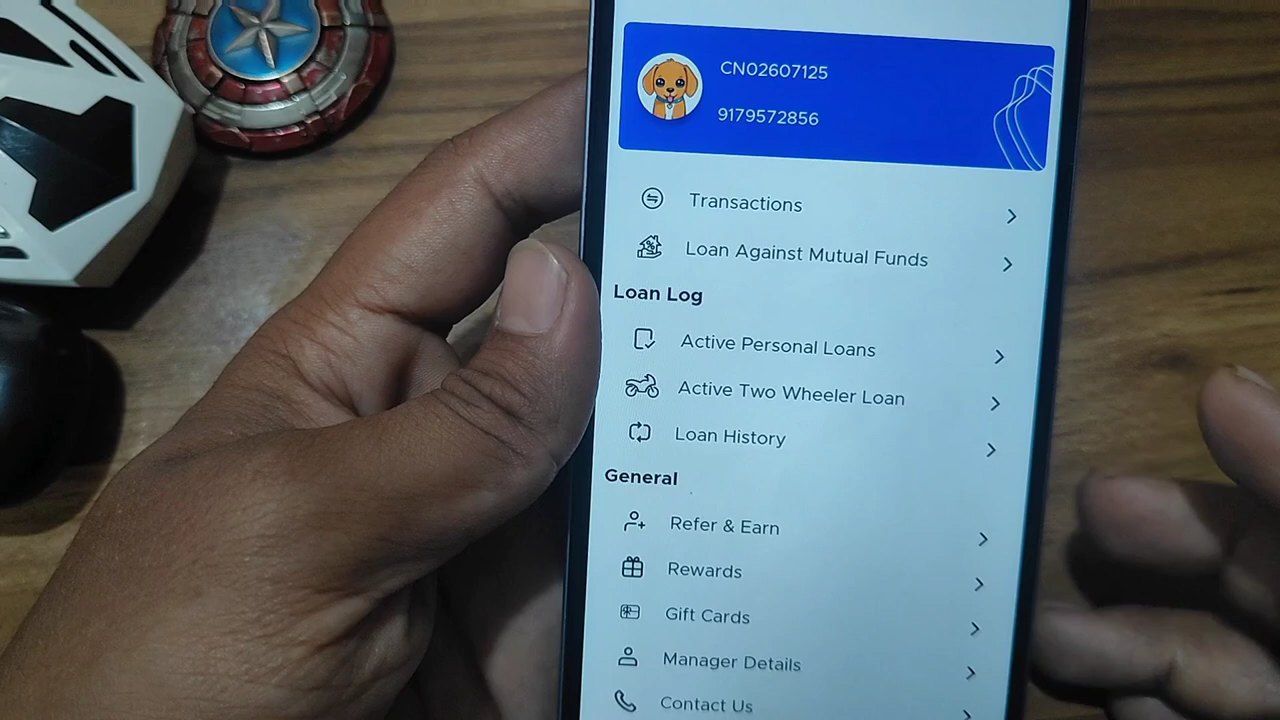 CN02607125
9179572856
Transactions
Loan Against Mutual Funds
Loan Log
Active Personal Loans
Active Two Wheeler Loan
Loan History
General
Refer & Earn
Rewards
Gift Cards
Manager Details
Contact Us